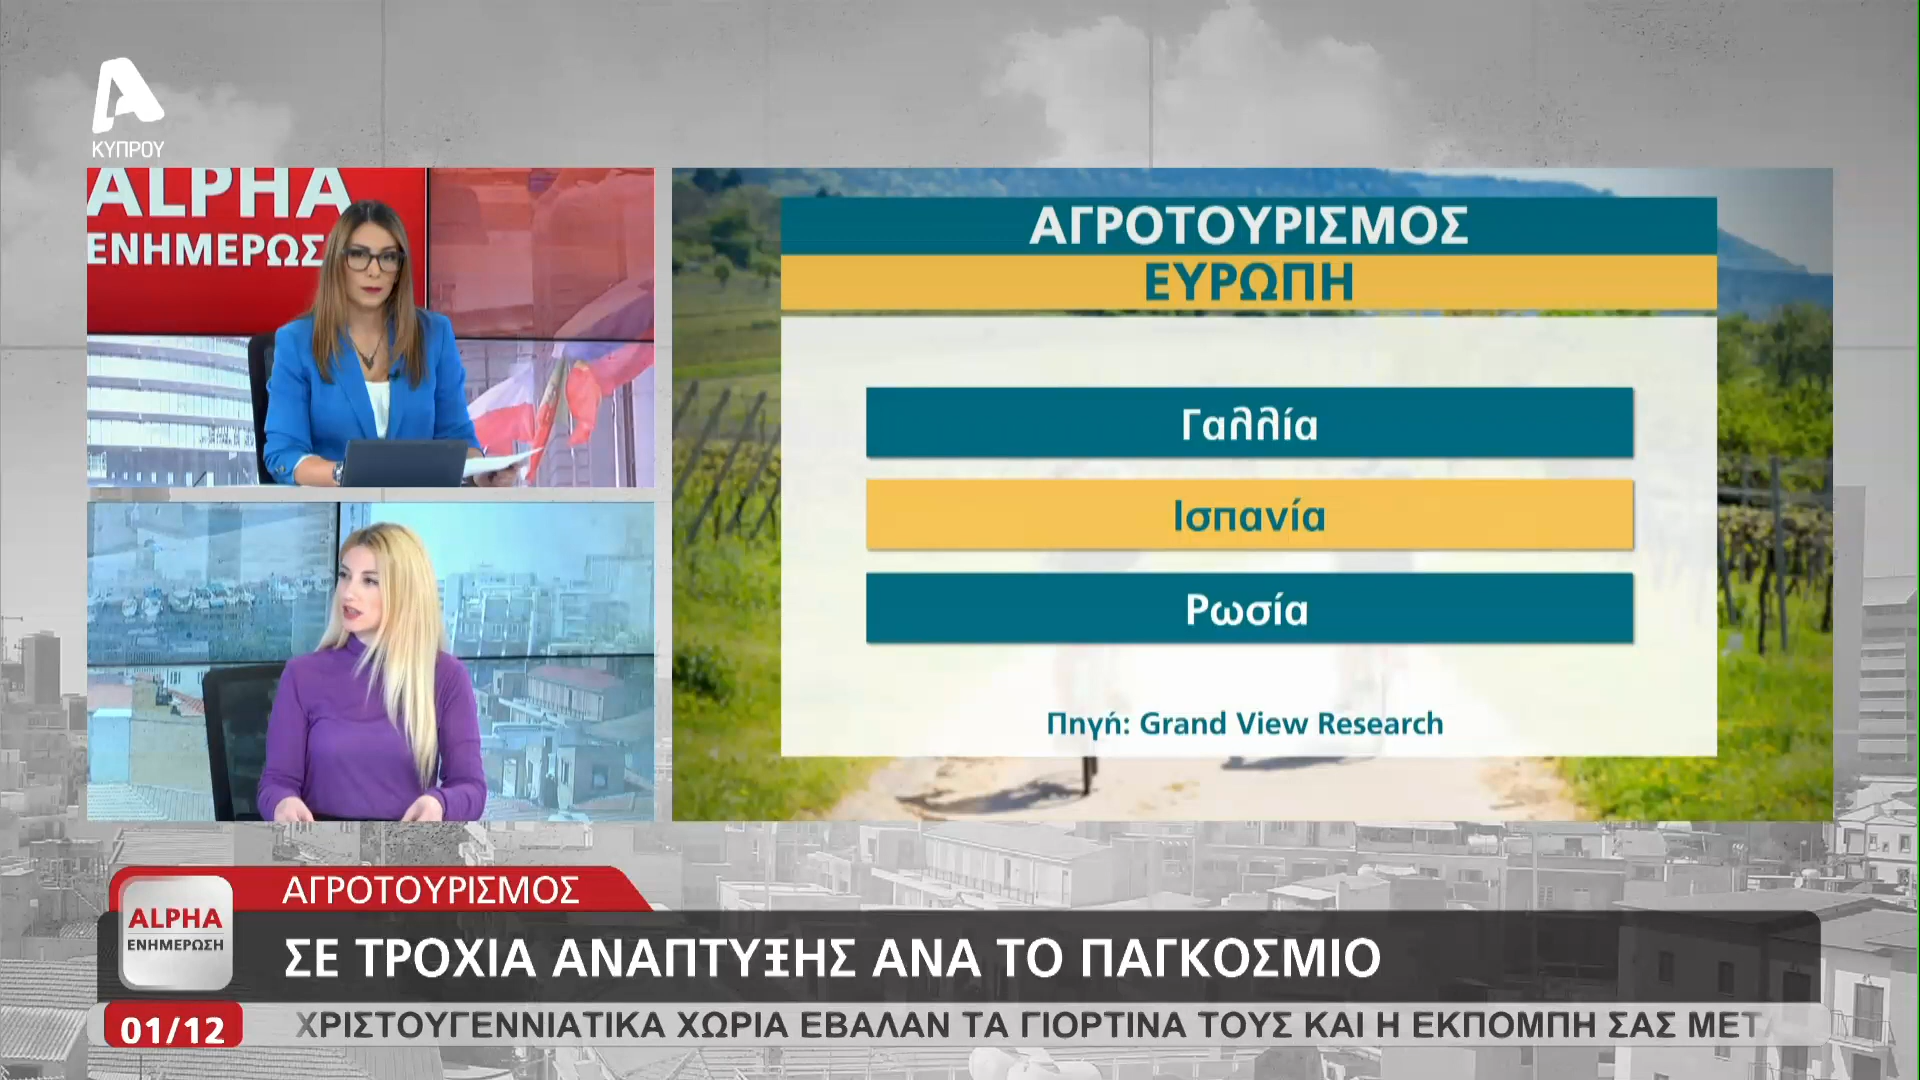 ΚΥΠΡΟΥ
ALPHA
ΕΝΗΜΕΡΩΣ
ΑΓΡΟΤΟΥΡΙΣΜΟΣ
ΕΥΡΩΠΗ
Γαλλία
Ισπανία
Ρωσία
Πηγή: Grand View Research
ΑΓΡΟΤΟΥΡΙΣΜΟΣ
ALPHA
ΕΝΗΜΕΡΩΣΗ
ΣΕ ΤΡΟΧΙΑ ΑΝΑΠΤΥΞΗΣ ΑΝΑ ΤΟ ΠΑΓΚΟΣΜΙΟ
01/12
ΧΡΙΣΤΟΥΓΕΝΝΙΑΤΙΚΑ ΧΩΡΙΑ ΕΒΑΛΑΝ ΤΑ ΓΙΟΡΤΙΝΑ ΤΟΥΣ ΚΑΙ Η ΕΚΠΟΜΠΗ ΣΑΣ ΜΕΤ